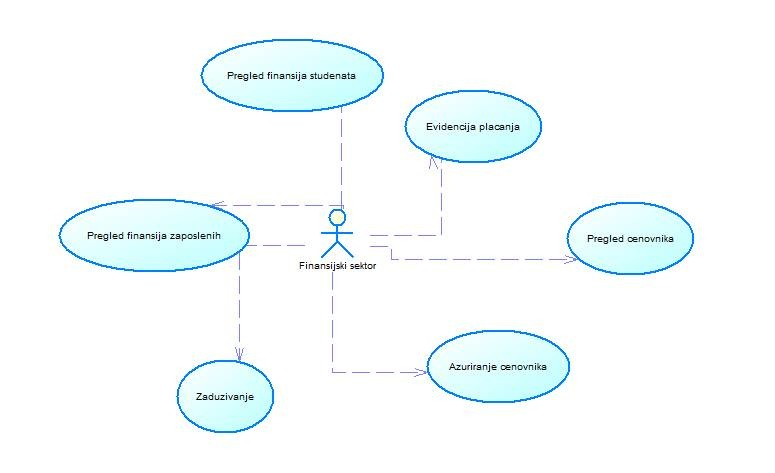 Pregled finansija studenata
Evidencija placanja
Pregled finansija zaposlenih
Pregled cenovnika
Finansijski sektor
Azuriranje cenovnika
Zaduzivanje